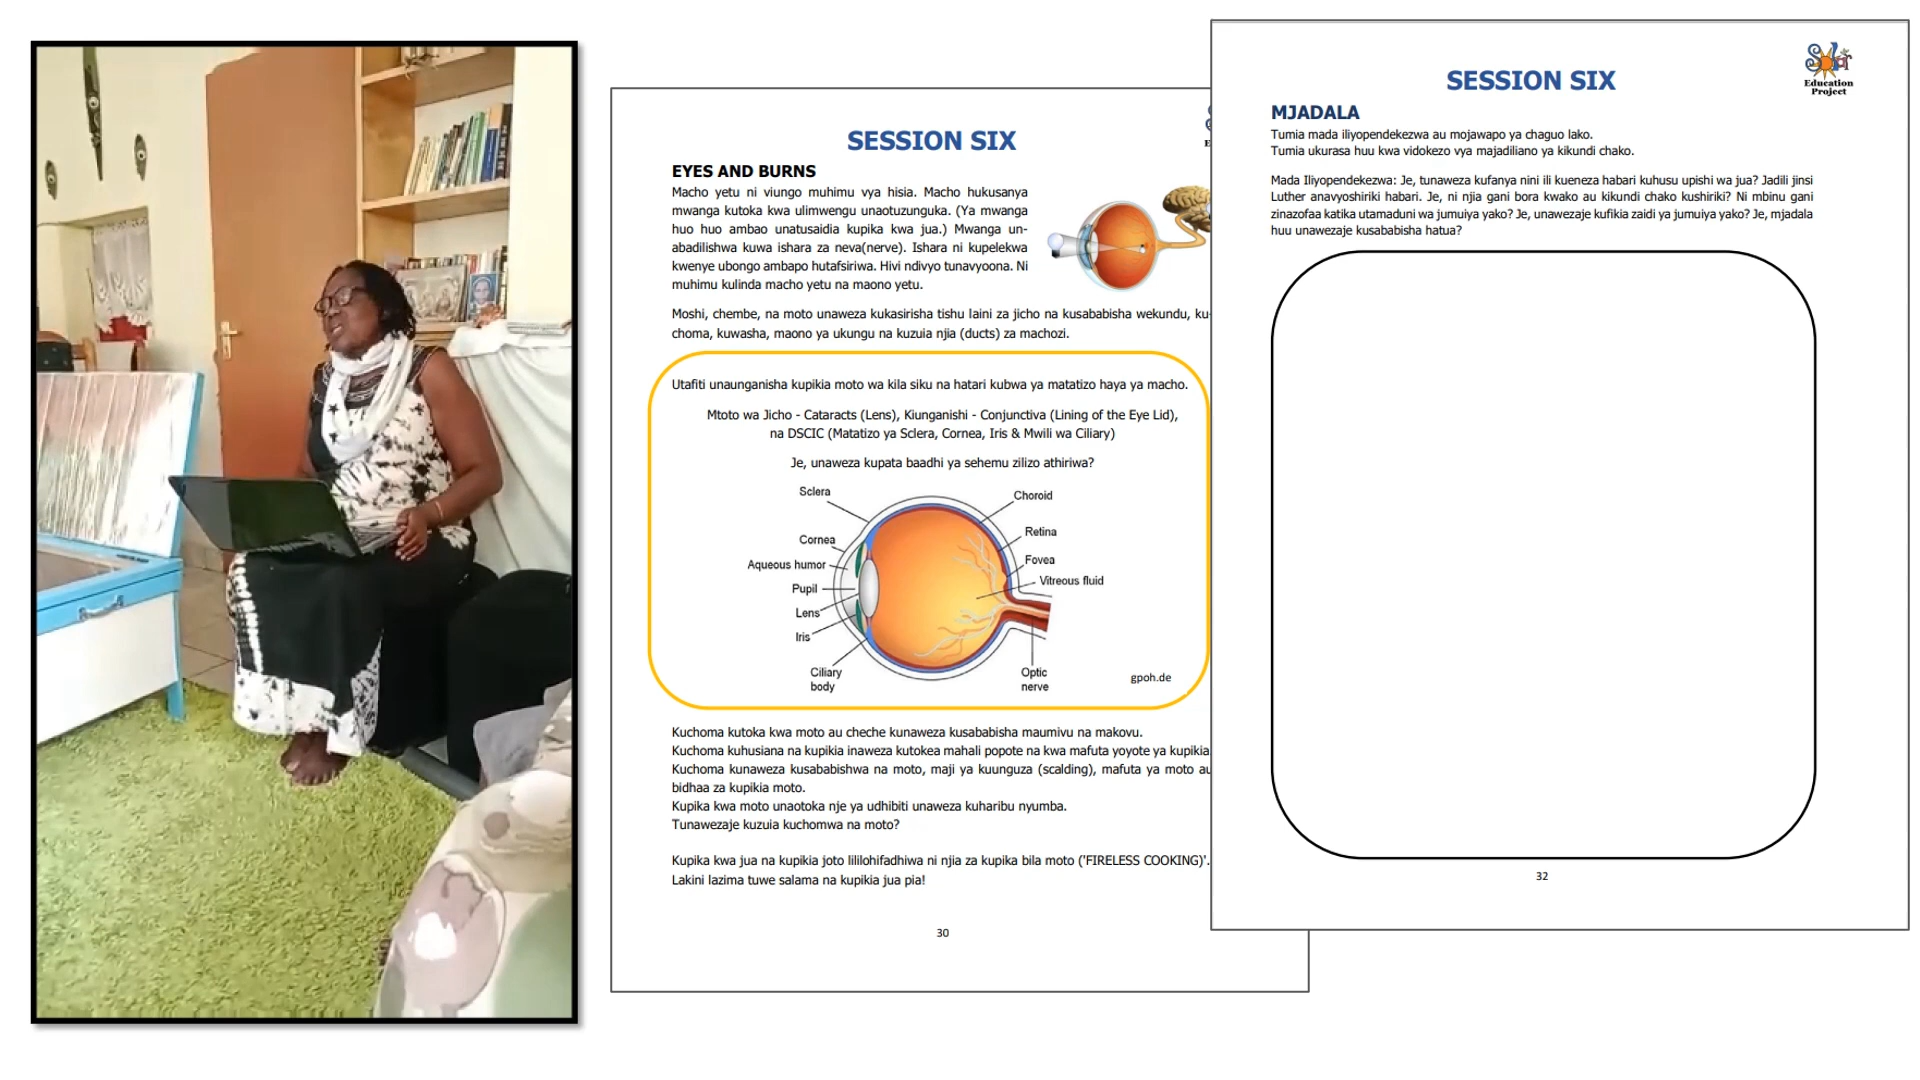 SESSION SIX
EYES AND BURNS
Macho yetu ni viungo muhimu vya hisia. Macho hukusanya
mwanga kutoka kwa ulimwengu unaotuzunguka. (Ya mwanga
huo huo ambao unatusaidia kupika kwa jua.) Mwanga un-
abadilishwa kuwa ishara za neva(nerve). Ishara ni kupelekwa
kwenye ubongo ambapo hutafsiriwa. Hivi ndivyo tunavyoona. Ni
muhimu kulinda macho yetu na maono yetu.
Moshi, chembe, na moto unaweza kukasirisha tishu laini za jicho na kusababisha wekundu, ku-
choma, kuwasha, maono ya ukungu na kuzuia njia (ducts) za machozi.
Utafiti unaunganisha kupikia moto wa kila siku na hatari kubwa ya matatizo haya ya macho.
Mtoto wa Jicho - Cataracts (Lens), Kiunganishi - Conjunctiva (Lining of the Eye Lid),
na DSCIC (Matatizo ya Sclera, Cornea, Iris & Mwili wa Ciliary)
Je, unaweza kupata baadhi ya sehemu zilizo athiriwa?
Sclera
Choroid
Cornea
Retina
Aqueous humor
Fovea
Pupil
Vitreous fluid
Lens
Iris
Ciliary
body
Optic
nerve
gpoh.de
Kuchoma kutoka kwa moto au cheche kunaweza kusababisha maumivu na makovu.
Kuchoma kuhusiana na kupikia inaweza kutokea mahali popote na kwa mafuta yoyote ya kupikia
Kuchoma kunaweza kusababishwa na moto, maji ya kuunguza (scalding), mafuta ya moto au
bidhaa za kupikia moto.
Kupika kwa moto unaotoka nje ya udhibiti unaweza kuharibu nyumba.
Tunawezaje kuzuia kuchomwa na moto?
Kupika kwa jua na kupikia joto lililohifadhiwa ni njia za kupika bila moto ('FIRELESS COOKING)'.
Lakini lazima tuwe salama na kupikia jua pia!
30
Solar
Education
Project
SESSION SIX
MJADALA
Tumia mada iliyopendekezwa au mojawapo ya chaguo lako.
Tumia ukurasa huu kwa vidokezo vya majadiliano ya kikundi chako.
Mada Iliyopendekezwa: Je, tunaweza kufanya nini ili kueneza habari kuhusu upishi wa jua? Jadili jinsi
Luther anavyoshiriki habari. Je, ni njia gani bora kwako au kikundi chako kushiriki? Ni mbinu gani
zinazofaa katika utamaduni wa jumuiya yako? Je, unawezaje kufikia zaidi ya jumuiya yako? Je, mjadala
huu unawezaje kusababisha hatua?
32